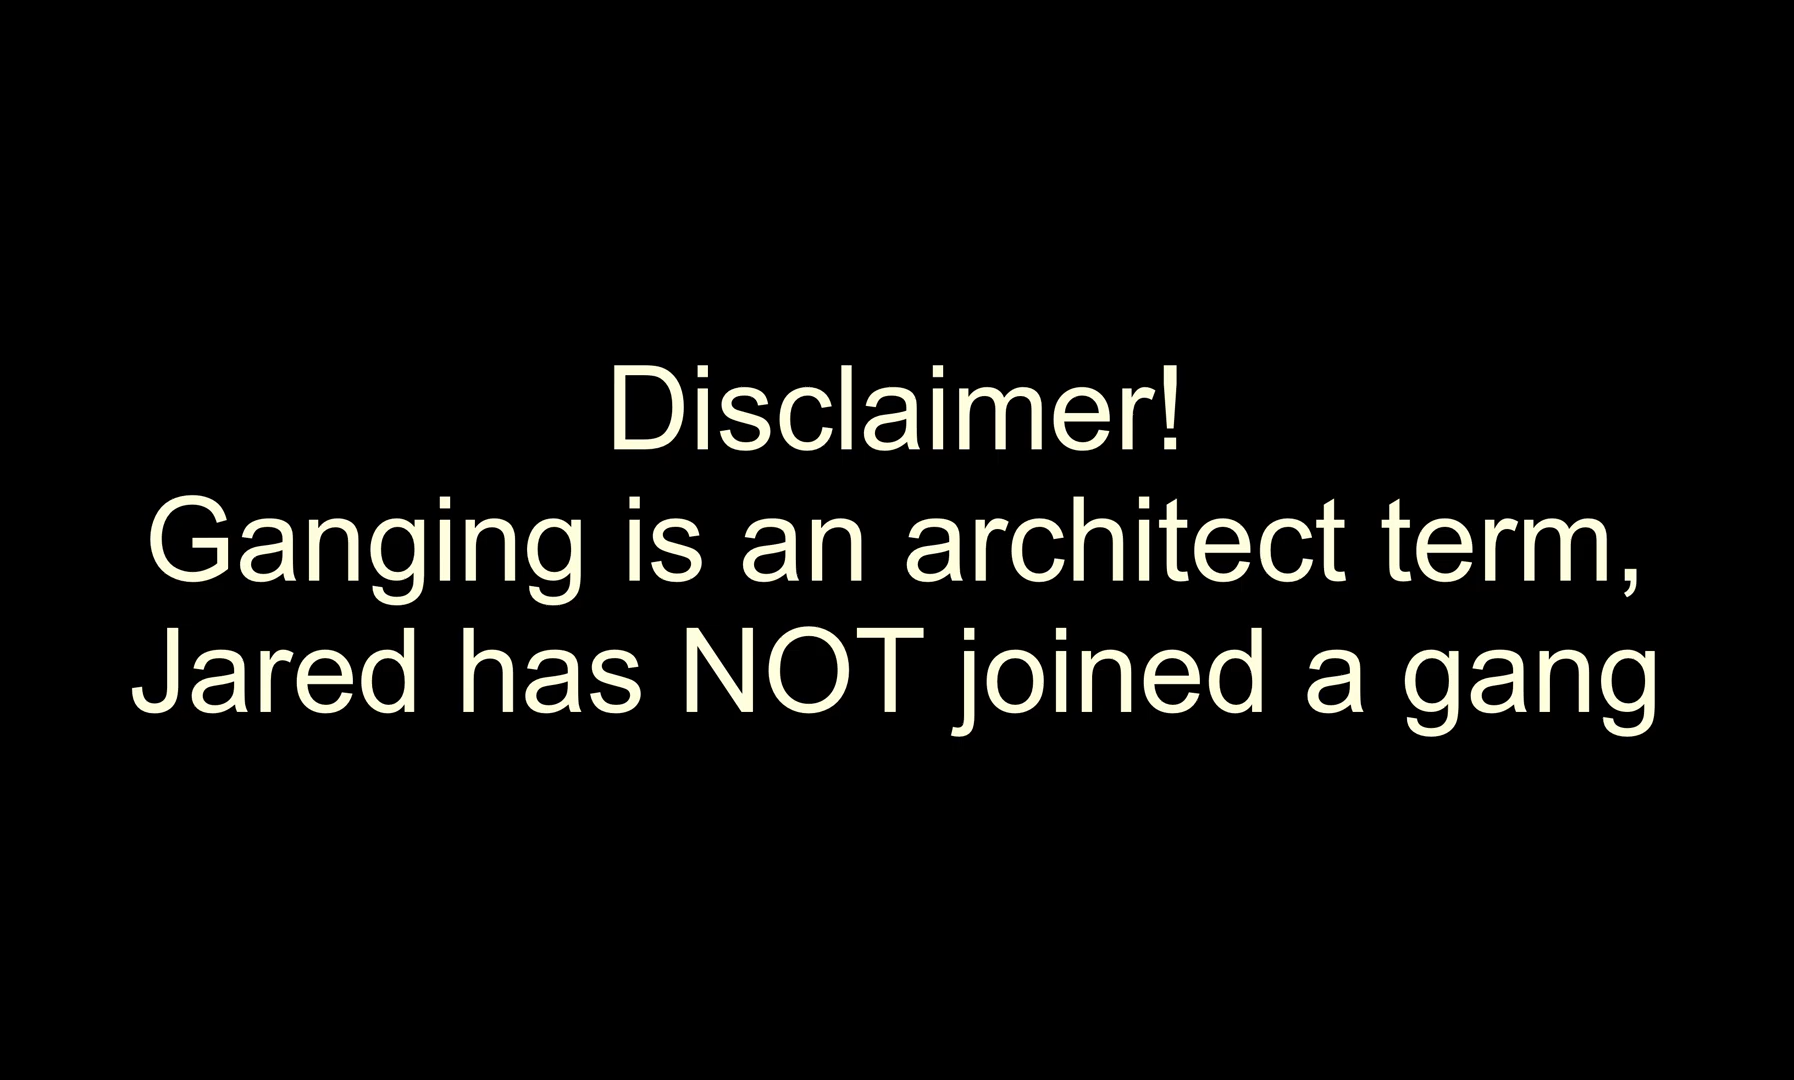 Disclaimer!
Ganging is an architect term,
Jared has NOT joined a gang